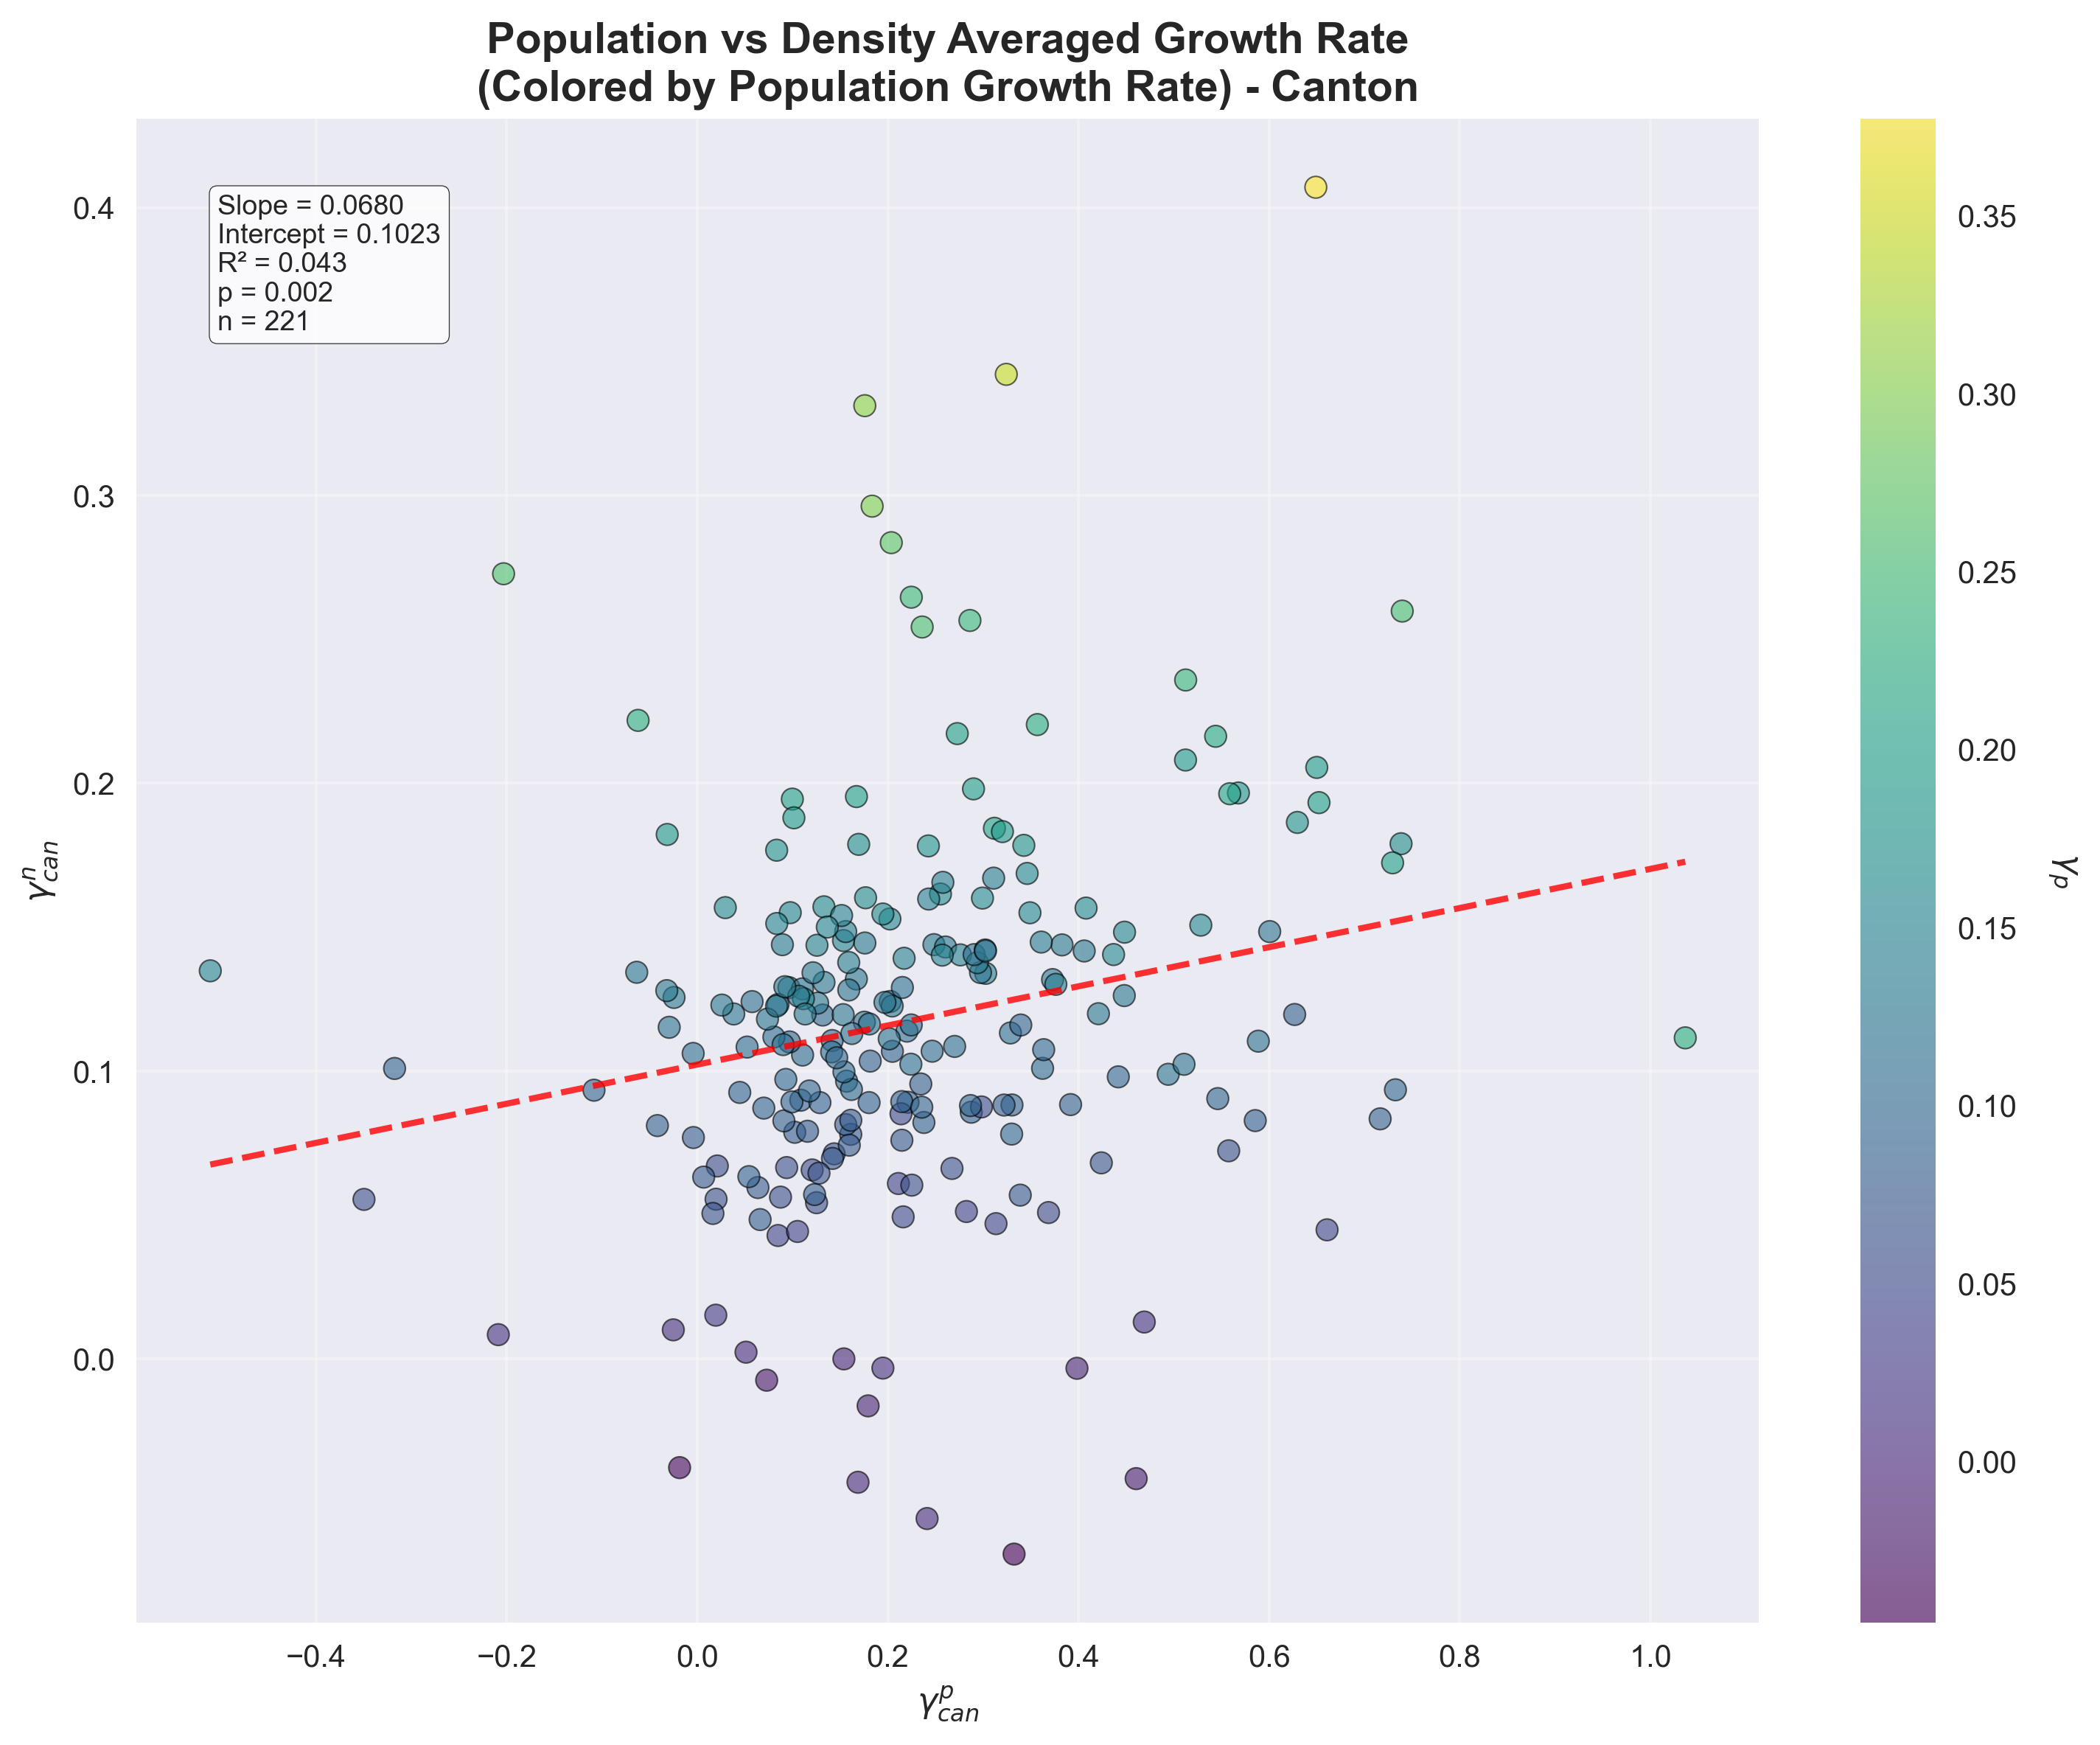 Population vs Density Averaged Growth Rate
(Colored by Population Growth Rate) - Canton
Slope = 0.0680
Intercept = 0.1023
R² = 0.043
p = 0.002
n = 221
0.4
0.3
0.2
0.1
0.0
γⁿ_can
−0.4
−0.2
0.0
0.2
0.4
0.6
0.8
1.0
γᵖ_can
0.35
0.30
0.25
0.20
0.15
0.10
0.05
0.00
γ_p